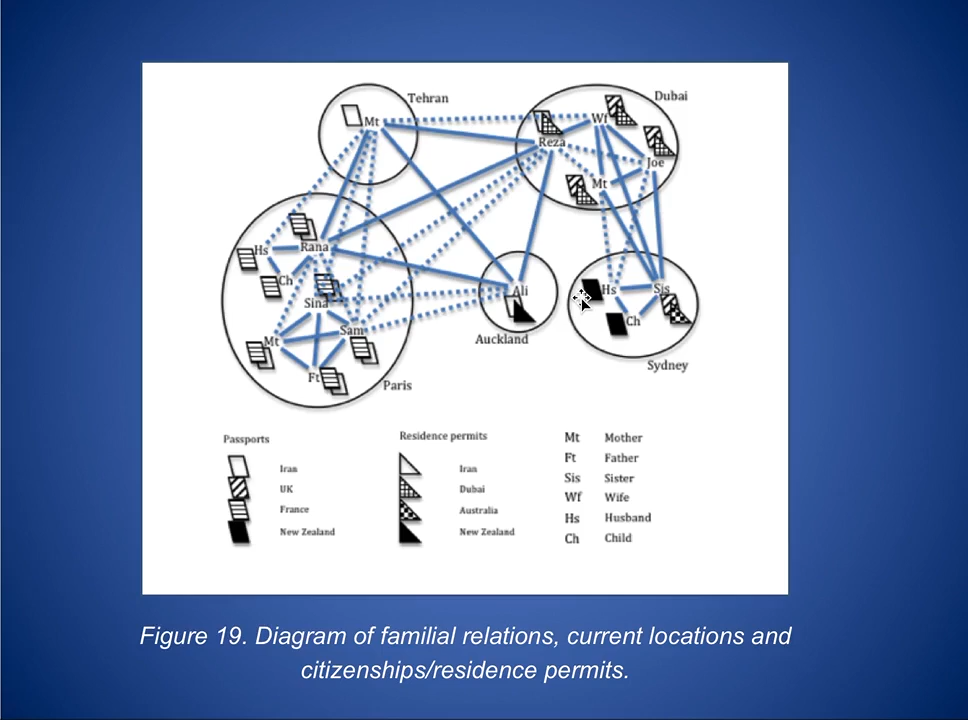 Tehran
Dubai
Mt
Wf
Reza
Joe
Mt
Hs
Rana
Ch
Sina
Mt
Sam
Ft
Paris
Ali
Auckland
Hs
Sis
Ch
Sydney
Passports
Iran
UK
France
New Zealand
Residence permits
Iran
Dubai
Australia
New Zealand
Mt Mother
Ft Father
Sis Sister
Wf Wife
Hs Husband
Ch Child
Figure 19. Diagram of familial relations, current locations and
citizenships/residence permits.